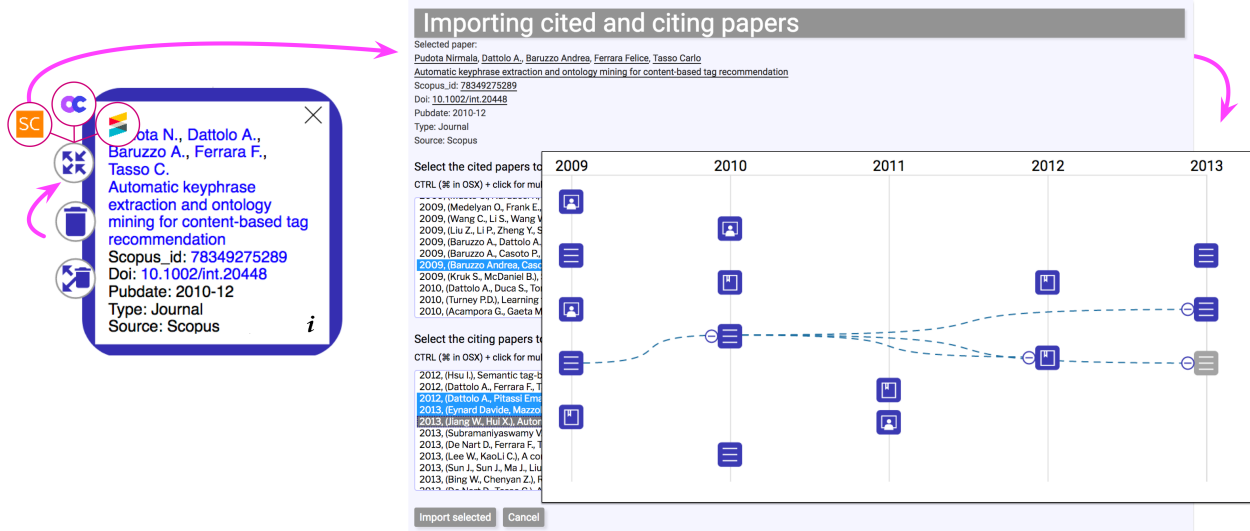 Importing cited and citing papers
Selected paper:
Pudota Nirmala, Dattolo A., Baruzzo Andrea, Ferrara Felice, Tasso Carlo
Automatic keyphrase extraction and ontology mining for content-based tag recommendation
Scopus_id: 78349275289
Doi: 10.1002/int.20448
Pubdate: 2010-12
Type: Journal
Source: Scopus
SC
N., Dattolo A.,
Baruzzo A., Ferrara F.,
Tasso C.
Automatic keyphrase
extraction and ontology
mining for content-based tag
recommendation
Scopus_id: 78349275289
Doi: 10.1002/int.20448
Pubdate: 2010-12
Type: Journal
Source: Scopus
i
Select the cited papers to
CTRL (⌘ in OSX) + click for mul
2009, (Medelyan O., Frank E.,
2009, (Wang C., Li S., Wang
2009, (Liu Z., Li P., Zheng Y., S
2009, (Baruzzo A., Dattolo A.
2009, (Baruzzo A., Casoto P.,
2009, (Baruzzo Andrea, Caso
2009, (Kruk S., McDaniel B.),
2010, (Dattolo A., Duca S., To
2010, (Turney P.D.), Learning
2010, (Acampora G., Gaeta M
Select the citing papers t
CTRL (⌘ in OSX) + click for mul
2012, (Hsu I.), Semantic tag-b
2012, (Dattolo A., Ferrara F., T
2012, (Dattolo A., Pitassi Ema
2013, (Eynard Davide, Mazzo
2013, (Jiang W., Hui X.), Autor
2013, (Subramaniyaswamy V
2013, (De Nart D., Ferrara F., T
2013, (Lee W., KaoLi C.), A co
2013, (Sun J., Sun J., Ma J., Liu
2013, (Bing W., Chenyan Z.), R
Import selected Cancel
2009 2010 2011 2012 2013